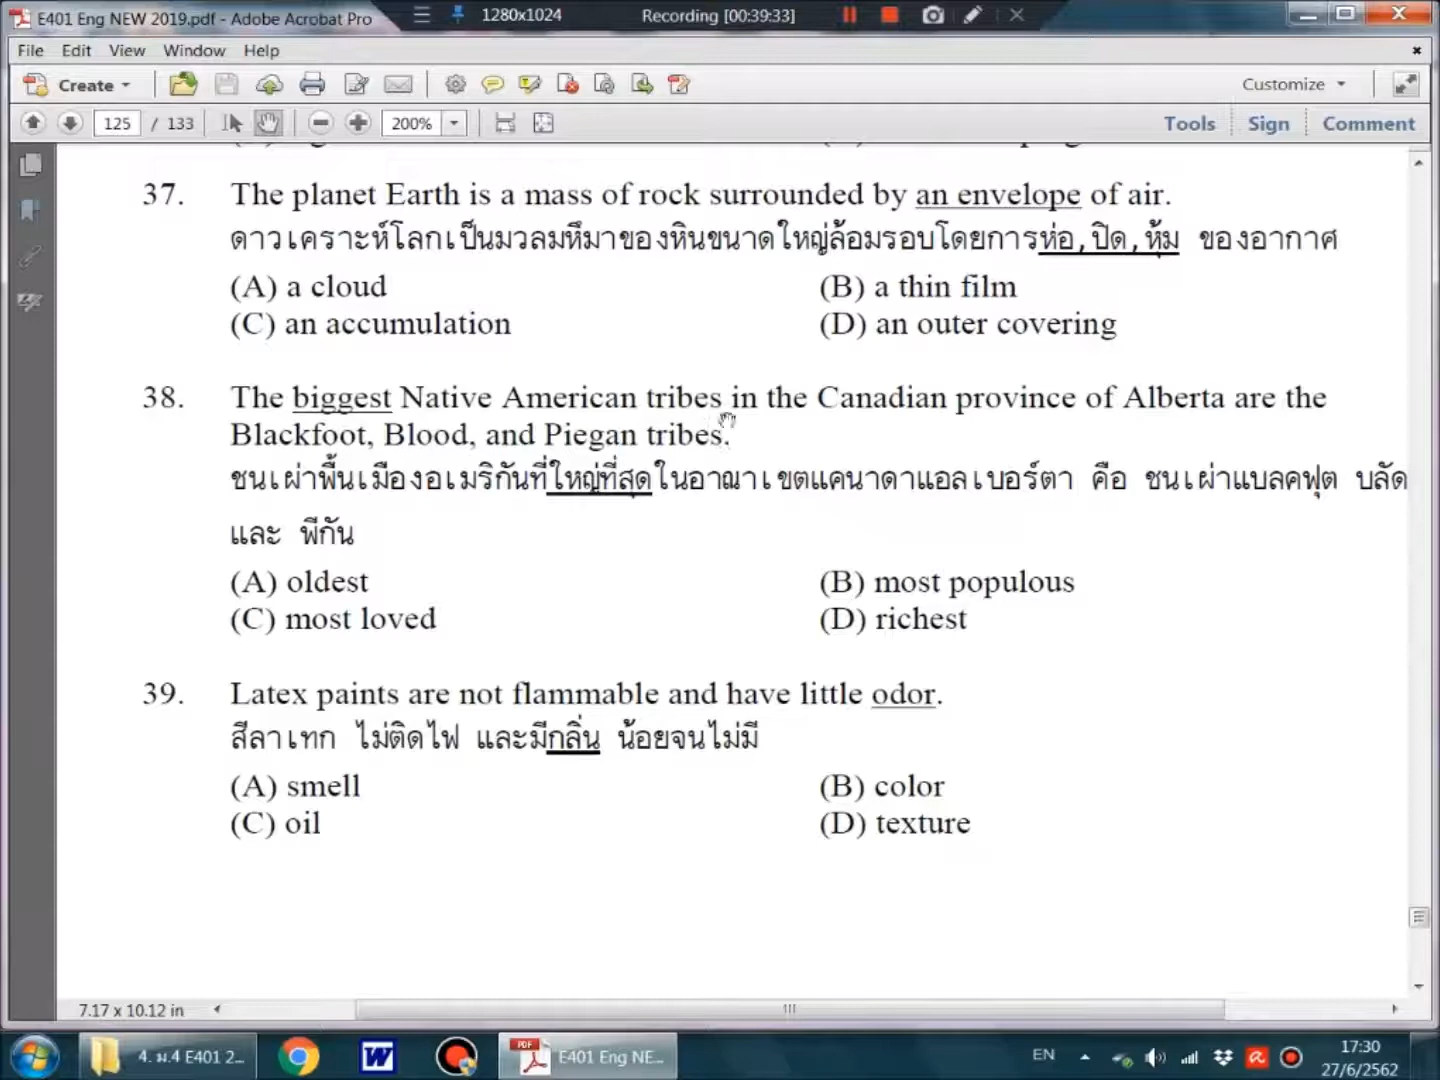 E401 Eng NEW 2019.pdf - Adobe Acrobat Pro
1280x1024
Recording [00:39:33]
File Edit View Window Help
Create
Customize
125 / 133
200%
Tools Sign Comment
37. The planet Earth is a mass of rock surrounded by an envelope of air.
ดาวเคราะห์โลกเป็นมวลมหึมาของหินขนาดใหญ่ล้อมรอบโดยการห่อ,ปิด,หุ้ม ของอากาศ
(A) a cloud (B) a thin film
(C) an accumulation (D) an outer covering
38. The biggest Native American tribes in the Canadian province of Alberta are the
Blackfoot, Blood, and Piegan tribes.
ชนเผ่าพื้นเมืองอเมริกันที่ใหญ่ที่สุดในอาณาเขตแคนาดาแอลเบอร์ตา คือ ชนเผ่าแบลคฟุต บลัด
และ พีกัน
(A) oldest (B) most populous
(C) most loved (D) richest
39. Latex paints are not flammable and have little odor.
สีลาเทก ไม่ติดไฟ และมีกลิ่น น้อยจนไม่มี
(A) smell (B) color
(C) oil (D) texture
7.17 x 10.12 in
4. ม.4 E401 2...
E401 Eng NE...
EN
17:30
27/6/2562